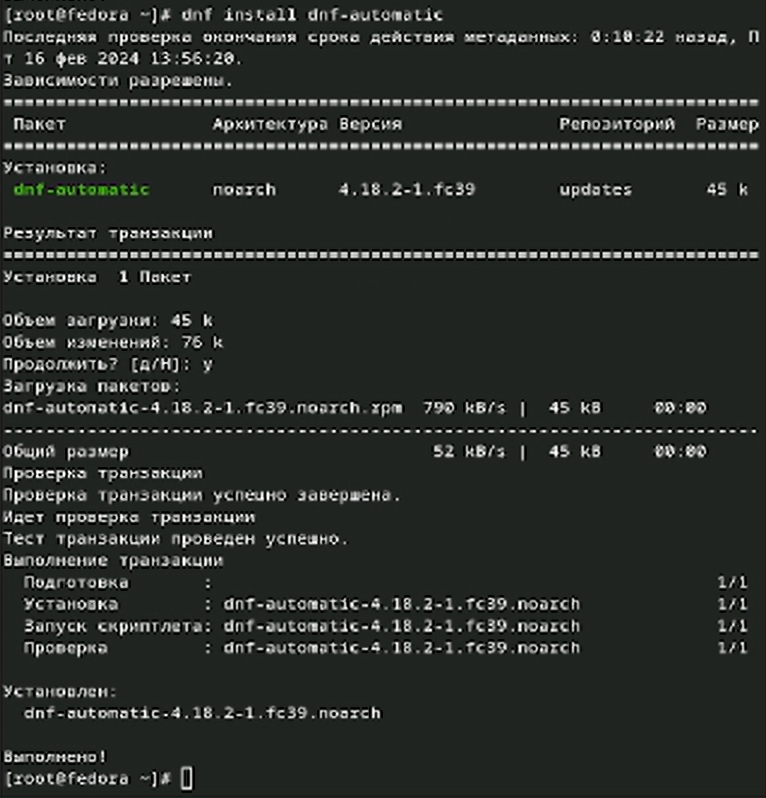 [root@fedora ~]# dnf install dnf-automatic
Последняя проверка окончания срока действия метаданных: 0:10:22 назад, П
т 16 фев 2024 13:56:20.
Зависимости разрешены.
================================================================================
Пакет Архитектура Версия Репозиторий Размер
================================================================================
Установка:
dnf-automatic noarch 4.18.2-1.fc39 updates 45 k

Результат транзакции
================================================================================
Установка 1 Пакет

Объем загрузки: 45 k
Объем изменений: 76 k
Продолжить? [д/Н]: y
Загрузка пакетов:
dnf-automatic-4.18.2-1.fc39.noarch.rpm 790 kB/s | 45 kB 00:00
--------------------------------------------------------------------------------
Общий размер 52 kB/s | 45 kB 00:00
Проверка транзакции
Проверка транзакции успешно завершена.
Идет проверка транзакции
Тест транзакции проведен успешно.
Выполнение транзакции
Подготовка : 1/1
Установка : dnf-automatic-4.18.2-1.fc39.noarch 1/1
Запуск скриптлета: dnf-automatic-4.18.2-1.fc39.noarch 1/1
Проверка : dnf-automatic-4.18.2-1.fc39.noarch 1/1

Установлен:
dnf-automatic-4.18.2-1.fc39.noarch

Выполнено!
[root@fedora ~]#